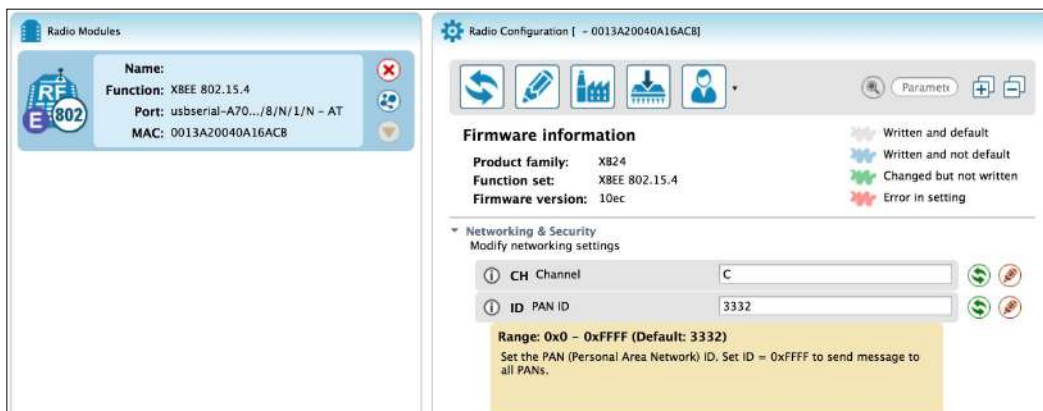 Radio Modules
Name:
Function: XBEE 802.15.4
Port: usbserial-A70.../8/N/1/N - AT
MAC: 0013A20040A16ACB
RF
E 802
Radio Configuration [ - 0013A20040A16ACB]
Paramete
Firmware information
Product family: XB24
Function set: XBEE 802.15.4
Firmware version: 10ec
Written and default
Written and not default
Changed but not written
Error in setting
Networking & Security
Modify networking settings
i CH Channel C
i ID PAN ID 3332
Range: 0x0 - 0xFFFF (Default: 3332)
Set the PAN (Personal Area Network) ID. Set ID = 0xFFFF to send message to
all PANs.